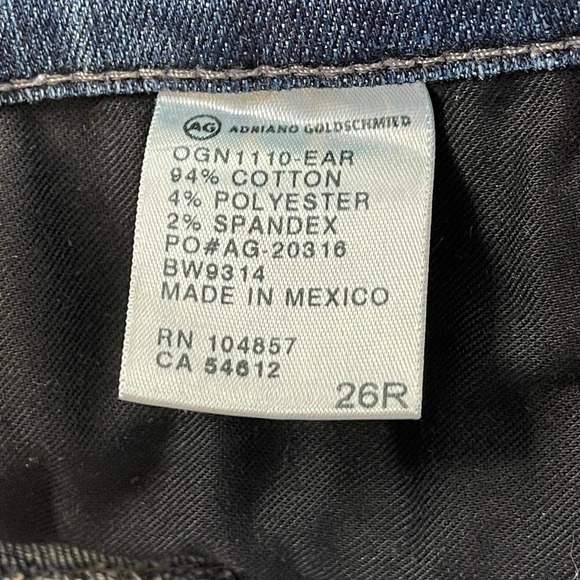 AG ADRIANO GOLDSCHMIED
OGN1110-EAR
94% COTTON
4% POLYESTER
2% SPANDEX
PO#AG-20316
BW9314
MADE IN MEXICO
RN 104857
CA 54612
26R